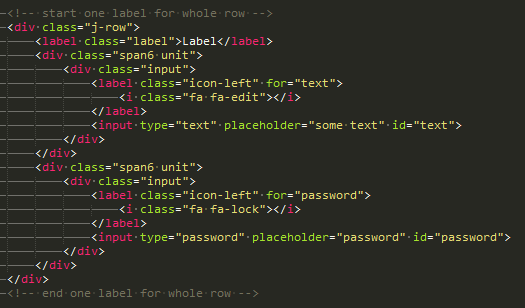 <!-- start one label for whole row -->
<div class="j-row">
<label class="label">Label</label>
<div class="span6 unit">
<div class="input">
<label class="icon-left" for="text">
<i class="fa fa-edit"></i>
</label>
<input type="text" placeholder="some text" id="text">
</div>
</div>
<div class="span6 unit">
<div class="input">
<label class="icon-left" for="password">
<i class="fa fa-lock"></i>
</label>
<input type="password" placeholder="password" id="password">
</div>
</div>
</div>
<!-- end one label for whole row -->